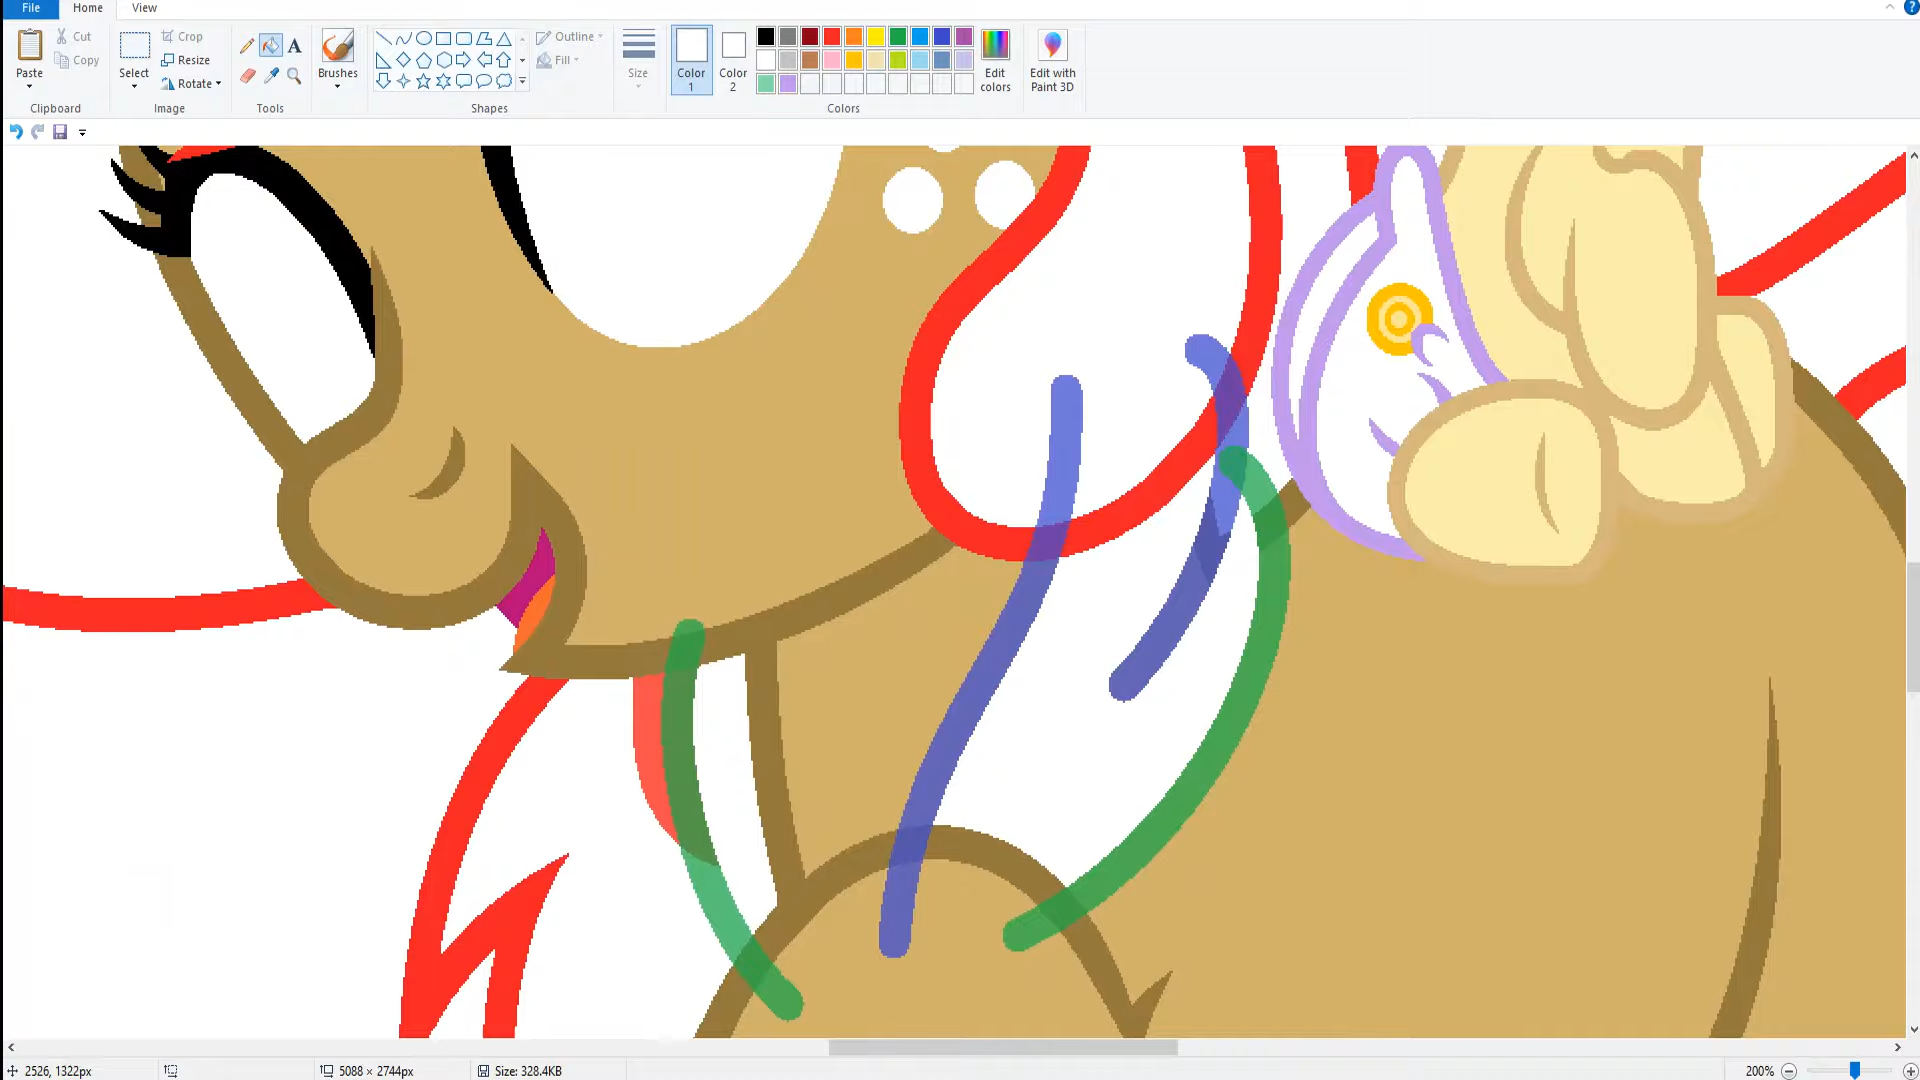 File Home View
Paste Cut Copy Clipboard
Select Crop Resize Rotate Image
A Tools
Brushes
Outline Fill Shapes
Size
Color 1 Color 2 Edit colors Colors
Edit with Paint 3D
2526, 1322px 5088 × 2744px Size: 328.4KB 200%